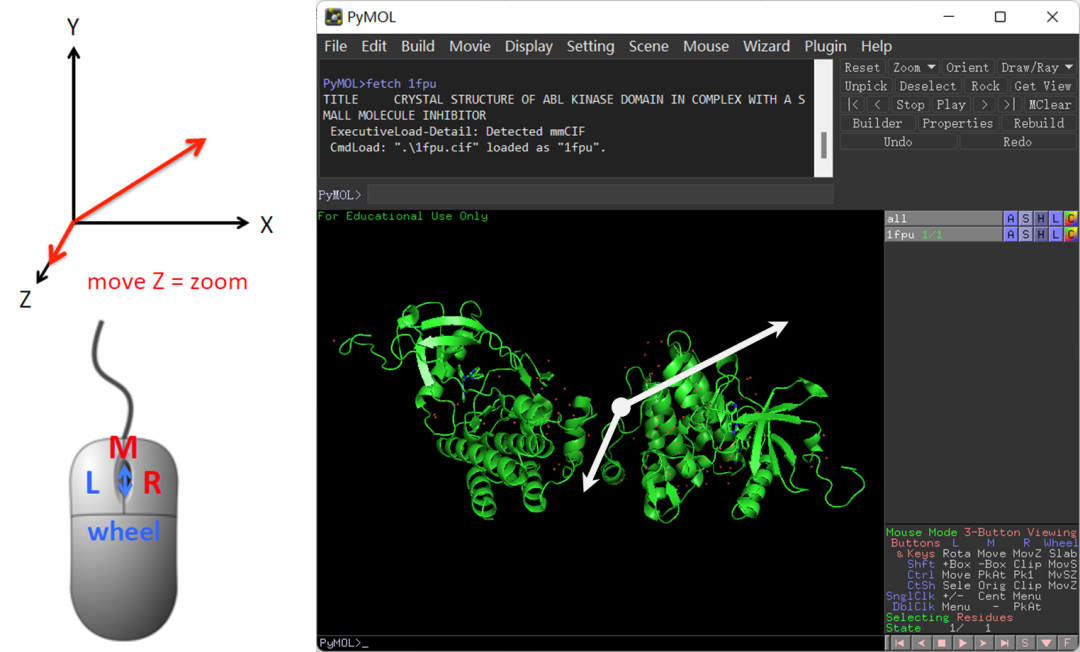 Y
X
Z
move Z = zoom
M
L
R
wheel
PyMOL
File Edit Build Movie Display Setting Scene Mouse Wizard Plugin Help
PyMOL>fetch 1fpu
TITLE     CRYSTAL STRUCTURE OF ABL KINASE DOMAIN IN COMPLEX WITH A S
MALL MOLECULE INHIBITOR
ExecutiveLoad-Detail: Detected mmCIF
CmdLoad: ".\1fpu.cif" loaded as "1fpu".
PyMOL>
Reset Zoom Orient Draw/Ray
Unpick Deselect Rock Get View
|< < Stop Play > >| MClear
Builder Properties Rebuild
Undo Redo
For Educational Use Only
all A S H L C
1fpu 1/1 A S H L C
Mouse Mode 3-Button Viewing
Buttons L M R Wheel
& Keys Rota Move MovZ Slab
Shft +Box -Box Clip MovS
Ctrl Move PkAt Pk1 MvSZ
CtSh Sele Orig Clip MovZ
SnglClk +/- Cent Menu
DblClk Menu - PkAt
Selecting Residues
State 1/ 1
PyMOL>_
S F